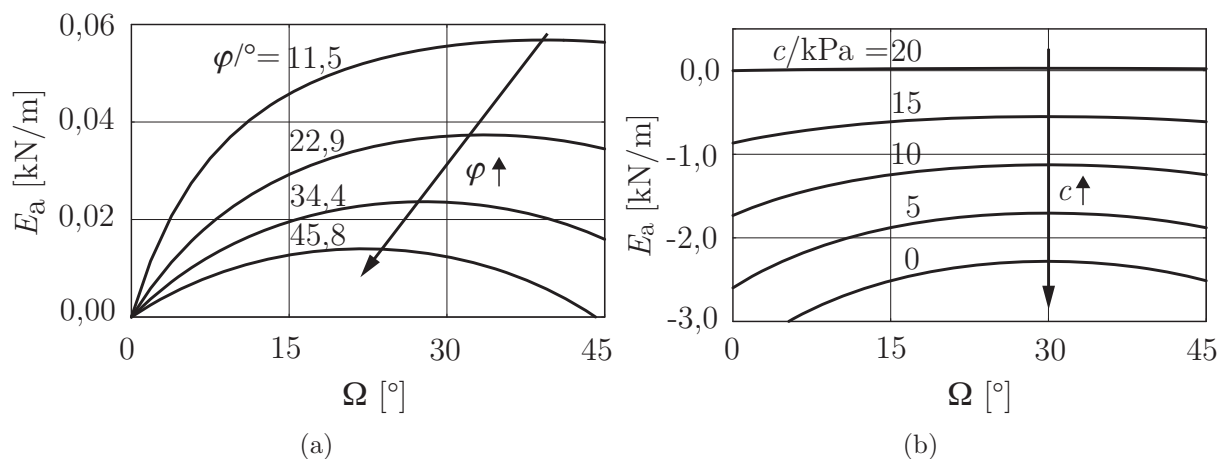 0,06
0,04
0,02
0,00
E_a [kN/m]
φ/°= 11,5
22,9
34,4
45,8
φ
0 15 30 45
Ω [°]
(a)
0,0
-1,0
-2,0
-3,0
E_a [kN/m]
c/kPa = 20
15
10
5
0
c
0 15 30 45
Ω [°]
(b)